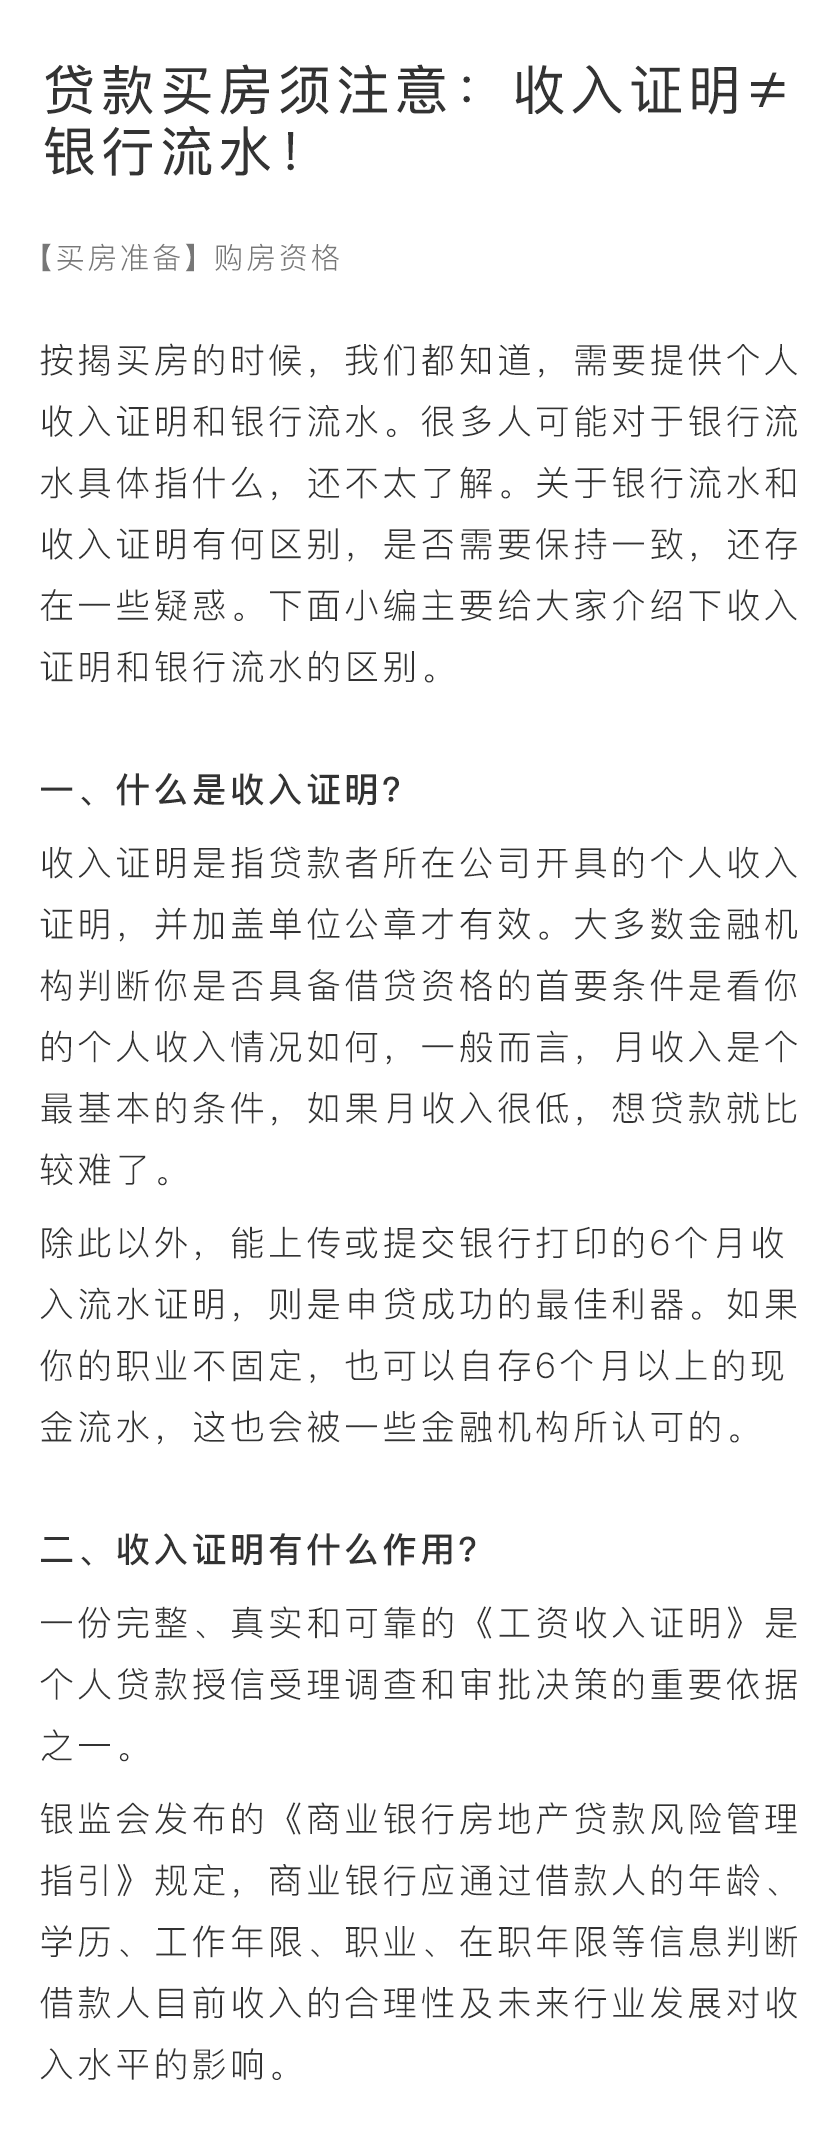 贷款买房须注意：收入证明≠
银行流水！
【买房准备】购房资格
按揭买房的时候，我们都知道，需要提供个人
收入证明和银行流水。很多人可能对于银行流
水具体指什么，还不太了解。关于银行流水和
收入证明有何区别，是否需要保持一致，还存
在一些疑惑。下面小编主要给大家介绍下收入
证明和银行流水的区别。
一、什么是收入证明?
收入证明是指贷款者所在公司开具的个人收入
证明，并加盖单位公章才有效。大多数金融机
构判断你是否具备借贷资格的首要条件是看你
的个人收入情况如何，一般而言，月收入是个
最基本的条件，如果月收入很低，想贷款就比
较难了。
除此以外，能上传或提交银行打印的6个月收
入流水证明，则是申贷成功的最佳利器。如果
你的职业不固定，也可以自存6个月以上的现
金流水，这也会被一些金融机构所认可的。
二、收入证明有什么作用?
一份完整、真实和可靠的《工资收入证明》是
个人贷款授信受理调查和审批决策的重要依据
之一。
银监会发布的《商业银行房地产贷款风险管理
指引》规定，商业银行应通过借款人的年龄、
学历、工作年限、职业、在职年限等信息判断
借款人目前收入的合理性及未来行业发展对收
入水平的影响。